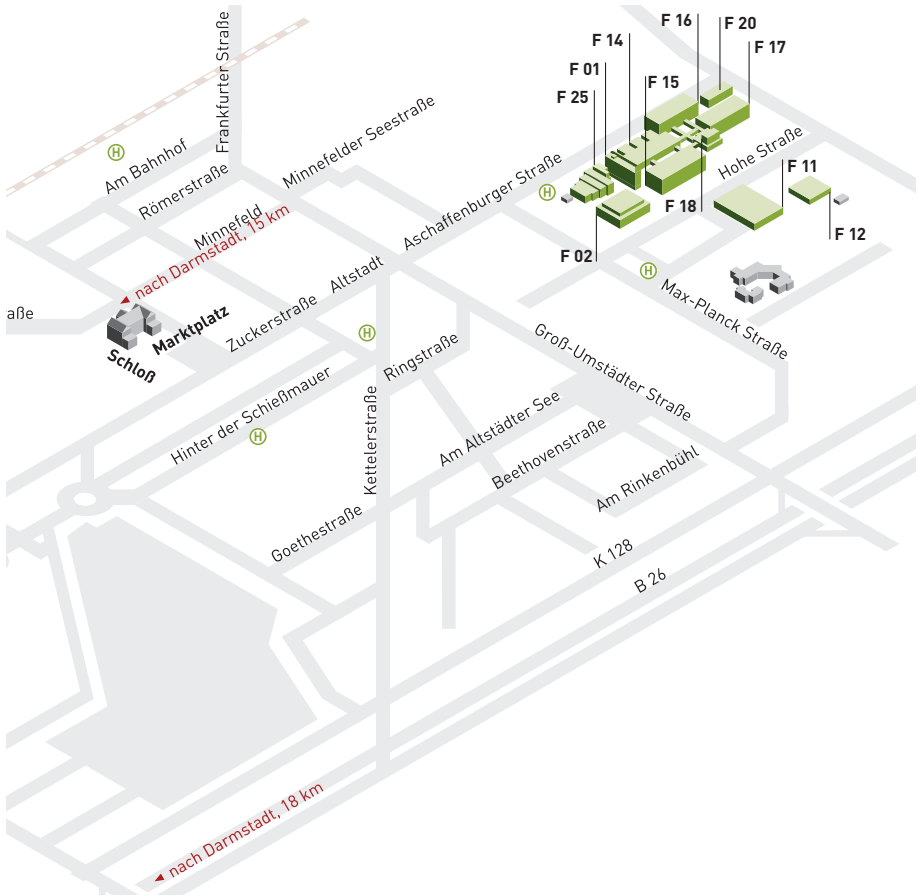 F 16
F 20
F 14
F 17
F 01
F 15
F 25
Frankfurter Straße
Minnefelder Seestraße
H
Am Bahnhof
Römerstraße
Hohe Straße
F 11
H
Aschaffenburger Straße
F 18
F 12
Minnefeld
nach Darmstadt, 15 km
F 02
H
Altstadt
Max-Planck Straße
aße
Marktplatz
Schloß
Zuckerstraße
H
Ringstraße
Groß-Umstädter Straße
Hinter der Schießmauer
H
Kettelerstraße
Am Altstädter See
Beethovenstraße
Am Rinkenbühl
Goethestraße
K 128
B 26
nach Darmstadt, 18 km